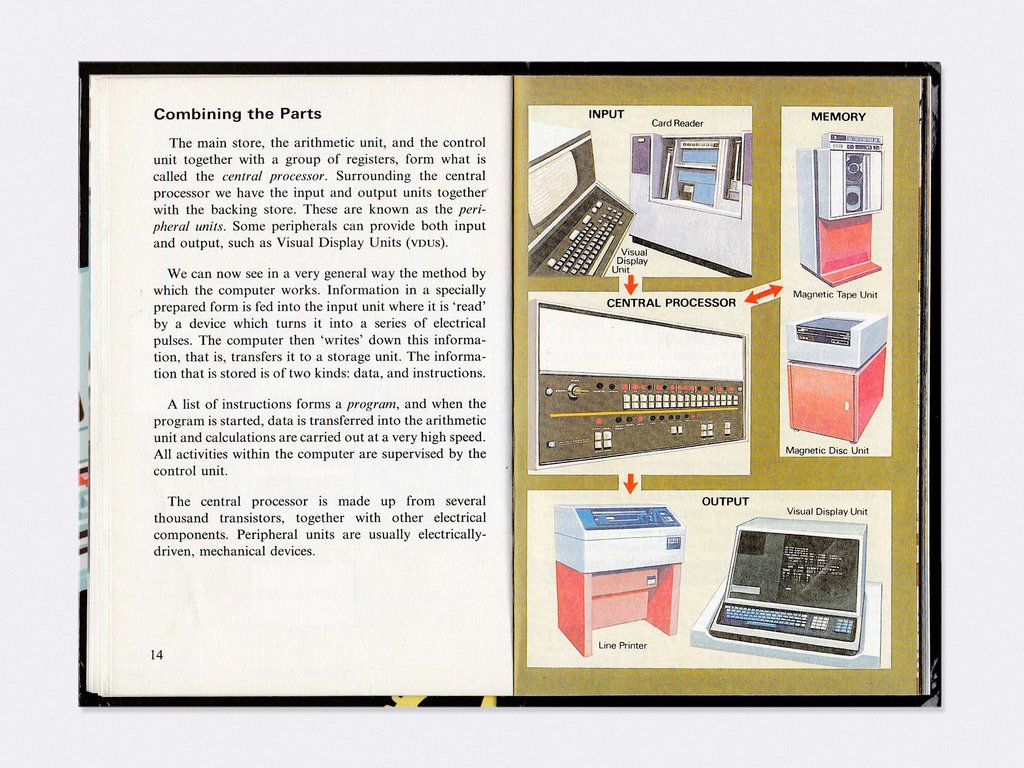 Combining the Parts
The main store, the arithmetic unit, and the control
unit together with a group of registers, form what is
called the central processor. Surrounding the central
processor we have the input and output units together
with the backing store. These are known as the peri-
pheral units. Some peripherals can provide both input
and output, such as Visual Display Units (VDUs).
We can now see in a very general way the method by
which the computer works. Information in a specially
prepared form is fed into the input unit where it is ‘read’
by a device which turns it into a series of electrical
pulses. The computer then ‘writes’ down this informa-
tion, that is, transfers it to a storage unit. The informa-
tion that is stored is of two kinds: data, and instructions.
A list of instructions forms a program, and when the
program is started, data is transferred into the arithmetic
unit and calculations are carried out at a very high speed.
All activities within the computer are supervised by the
control unit.
The central processor is made up from several
thousand transistors, together with other electrical
components. Peripheral units are usually electrically-
driven, mechanical devices.
14
INPUT
Card Reader
Visual
Display
Unit
MEMORY
Magnetic Tape Unit
Magnetic Disc Unit
CENTRAL PROCESSOR
OUTPUT
Visual Display Unit
Line Printer